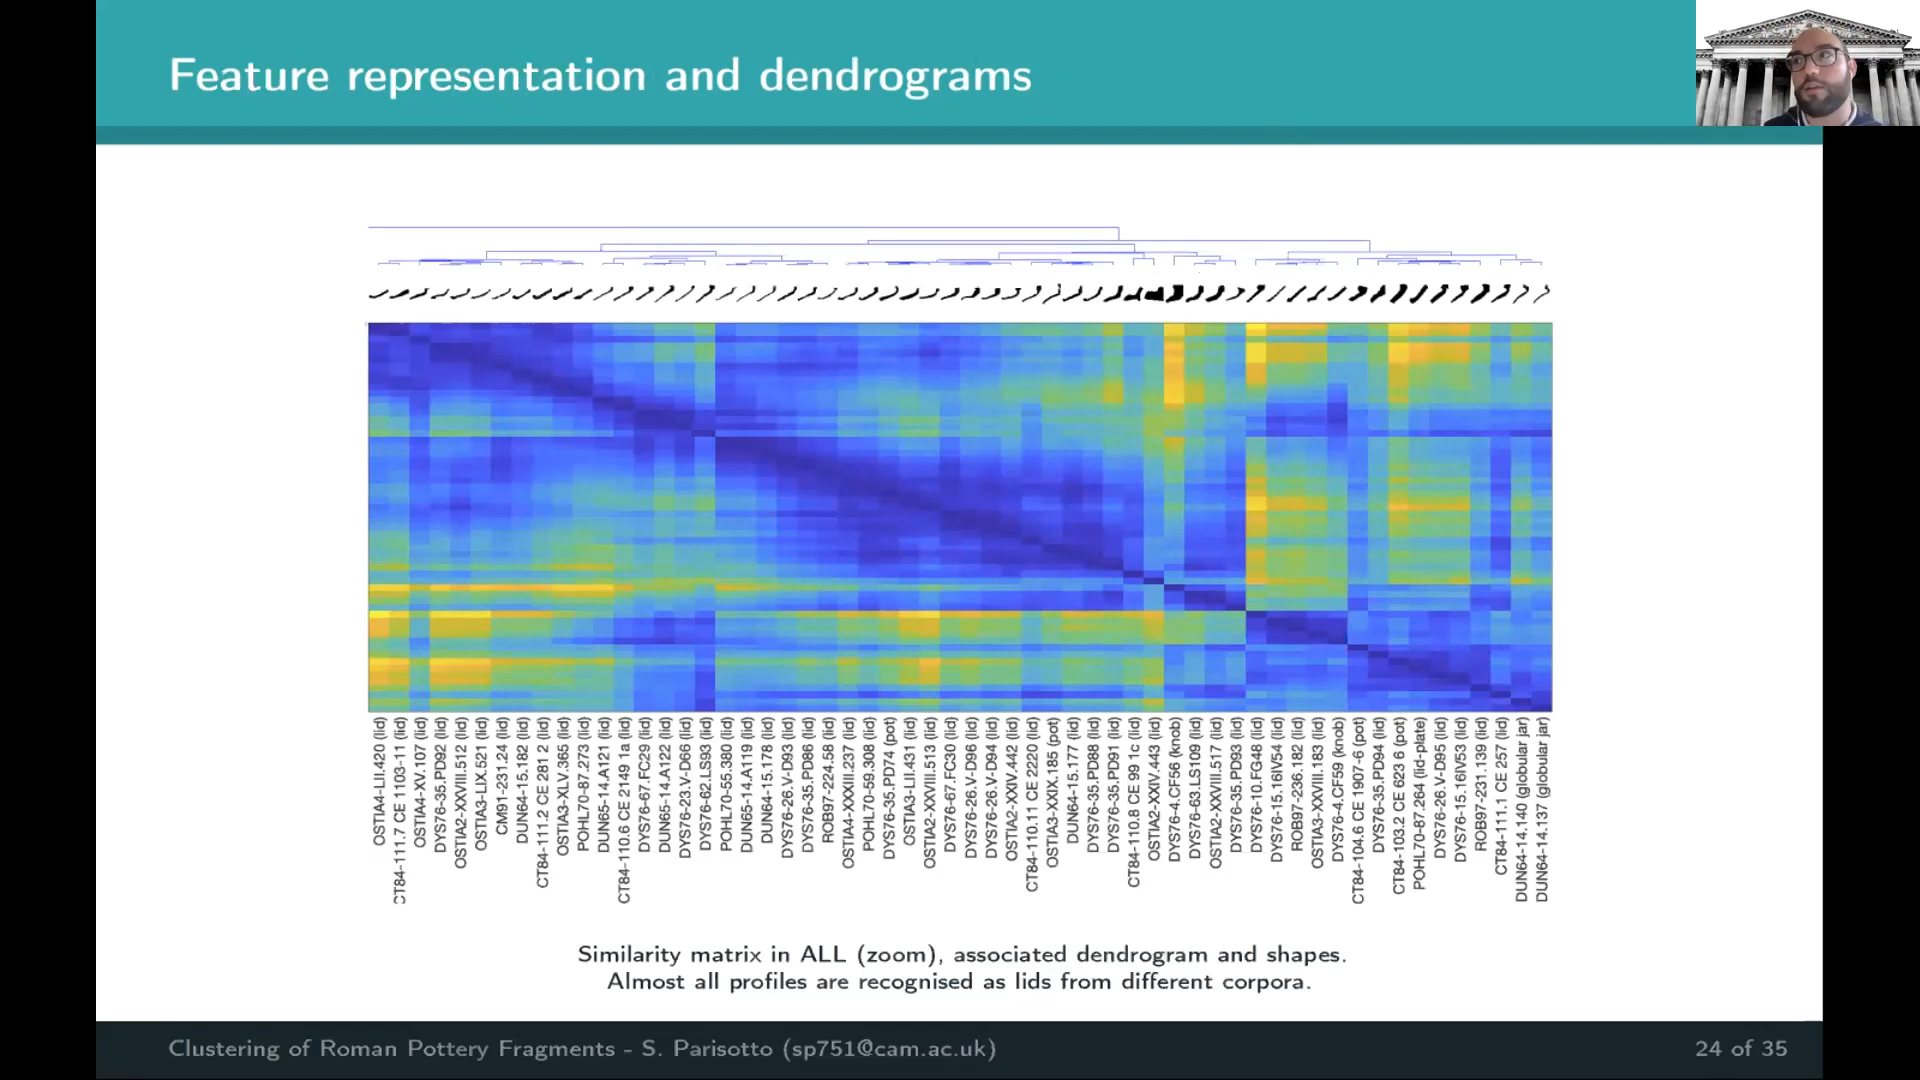 Feature representation and dendrograms
OSTIA4-LII.420 (lid)
CT84-111.7 CE 1103-11 (lid)
OSTIA4-XV.107 (lid)
DYS76-35.PD92 (lid)
OSTIA2-XXVIII.512 (lid)
OSTIA3-LIX.521 (lid)
CM91-231.24 (lid)
DUN64-15.182 (lid)
CT84-111.2 CE 281 2 (lid)
OSTIA3-XLV.365 (lid)
POHL70-87.273 (lid)
DUN65-14.A121 (lid)
CT84-110.6 CE 2149 1a (lid)
DYS76-67.FC29 (lid)
DUN65-14.A122 (lid)
DYS76-23.V-D66 (lid)
DYS76-62.LS93 (lid)
POHL70-55.380 (lid)
DUN65-14.A119 (lid)
DUN64-15.178 (lid)
DYS76-26.V-D93 (lid)
DYS76-35.PD86 (lid)
ROB97-224.58 (lid)
OSTIA4-XXXIII.237 (lid)
POHL70-59.308 (lid)
DYS76-35.PD74 (pot)
OSTIA3-LII.431 (lid)
OSTIA2-XXVIII.513 (lid)
DYS76-67.FC30 (lid)
DYS76-26.V-D96 (lid)
DYS76-26.V-D94 (lid)
OSTIA2-XXIV.442 (lid)
CT84-110.11 CE 2220 (lid)
OSTIA3-XXIX.185 (pot)
DUN64-15.177 (lid)
DYS76-35.PD88 (lid)
DYS76-35.PD91 (lid)
CT84-110.8 CE 99 1c (lid)
OSTIA2-XXIV.443 (lid)
DYS76-4.CF56 (knob)
DYS76-63.LS109 (lid)
OSTIA2-XXVIII.517 (lid)
DYS76-35.PD93 (lid)
DYS76-10.FG48 (lid)
DYS76-15.16IV54 (lid)
ROB97-236.182 (lid)
OSTIA3-XXVIII.183 (lid)
DYS76-4.CF59 (knob)
CT84-104.6 CE 1907-6 (pot)
DYS76-35.PD94 (lid)
CT84-103.2 CE 623 6 (pot)
POHL70-87.264 (lid-plate)
DYS76-26.V-D95 (lid)
DYS76-15.16IV53 (lid)
ROB97-231.139 (lid)
CT84-111.1 CE 257 (lid)
DUN64-14.140 (globular jar)
DUN64-14.137 (globular jar)
Similarity matrix in ALL (zoom), associated dendrogram and shapes.
Almost all profiles are recognised as lids from different corpora.
Clustering of Roman Pottery Fragments - S. Parisotto (sp751@cam.ac.uk)
24 of 35